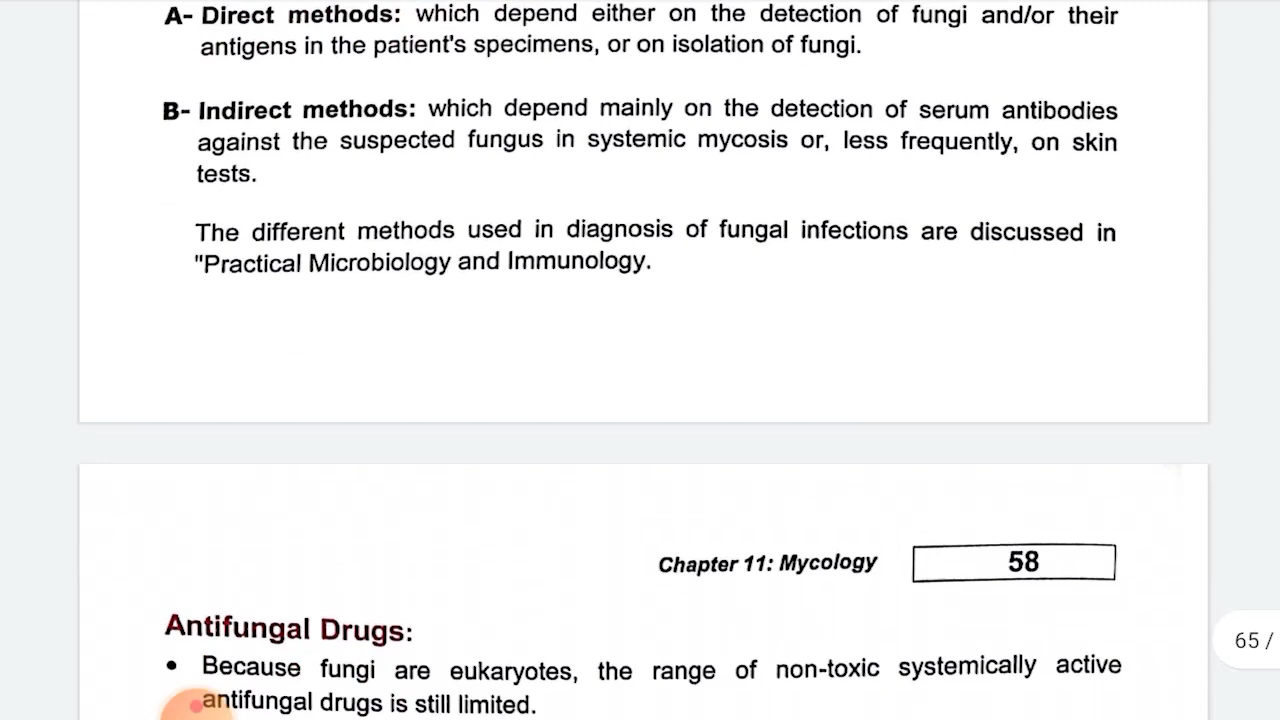 A- Direct methods: which depend either on the detection of fungi and/or their
antigens in the patient's specimens, or on isolation of fungi.
B- Indirect methods: which depend mainly on the detection of serum antibodies
against the suspected fungus in systemic mycosis or, less frequently, on skin
tests.
The different methods used in diagnosis of fungal infections are discussed in
"Practical Microbiology and Immunology.
Chapter 11: Mycology 58
Antifungal Drugs:
• Because fungi are eukaryotes, the range of non-toxic systemically active
antifungal drugs is still limited.
65 /